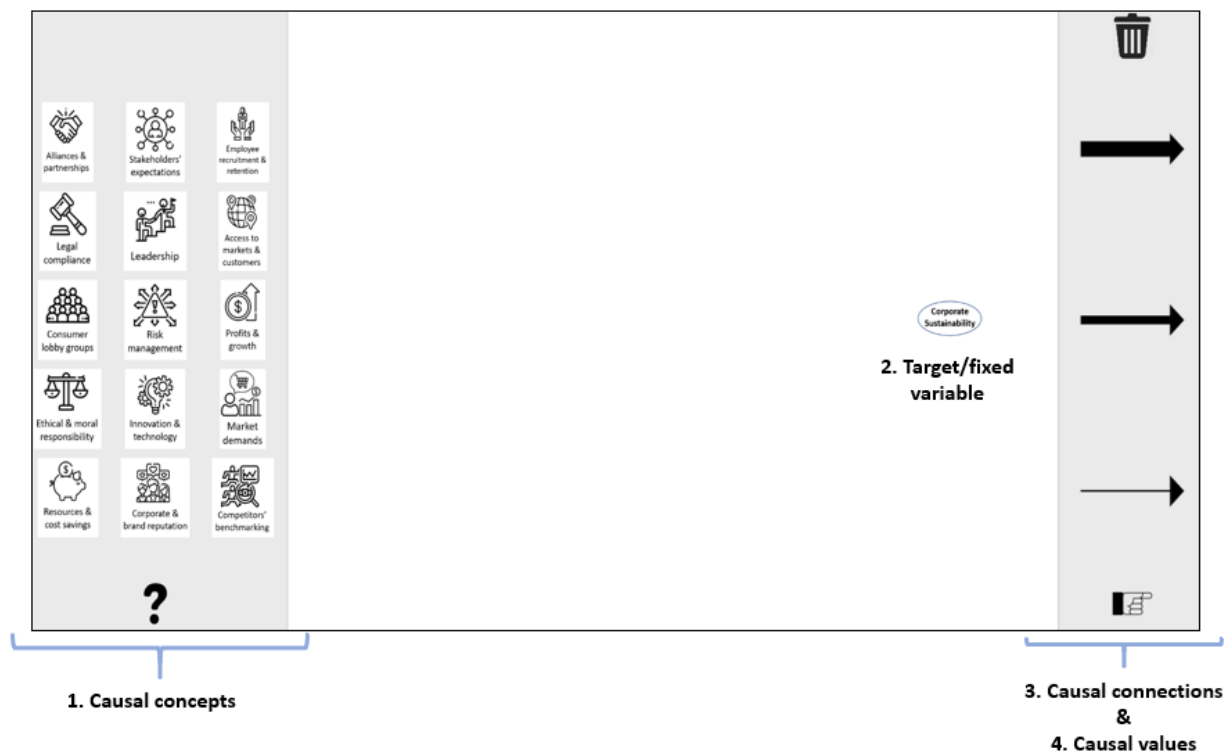 Alliances &
partnerships
Stakeholders'
expectations
Employee
recruitment &
retention
Legal
compliance
Leadership
Access to
markets &
customers
Consumer
lobby groups
Risk
management
Profits &
growth
Ethical & moral
responsibility
Innovation &
technology
Market
demands
Resources &
cost savings
Corporate &
brand reputation
Competitors'
benchmarking
?
Corporate
Sustainability
2. Target/fixed
variable
1. Causal concepts
3. Causal connections
&
4. Causal values